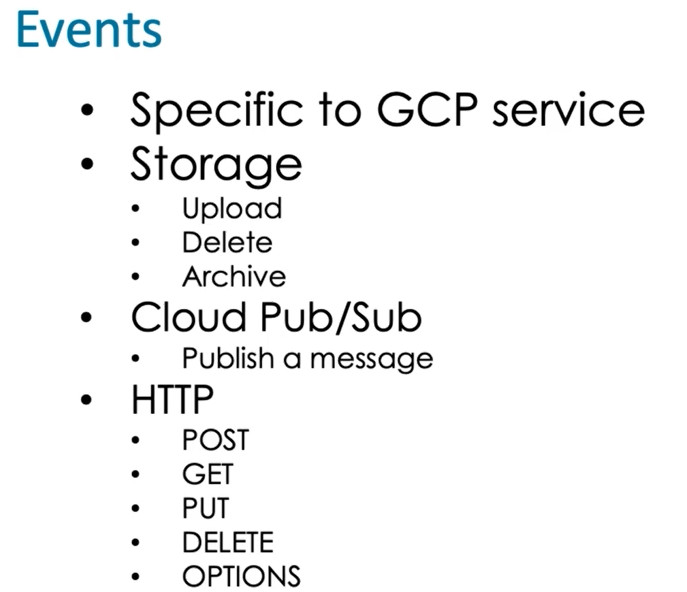 Events
• Specific to GCP service
• Storage
• Upload
• Delete
• Archive
• Cloud Pub/Sub
• Publish a message
• HTTP
• POST
• GET
• PUT
• DELETE
• OPTIONS